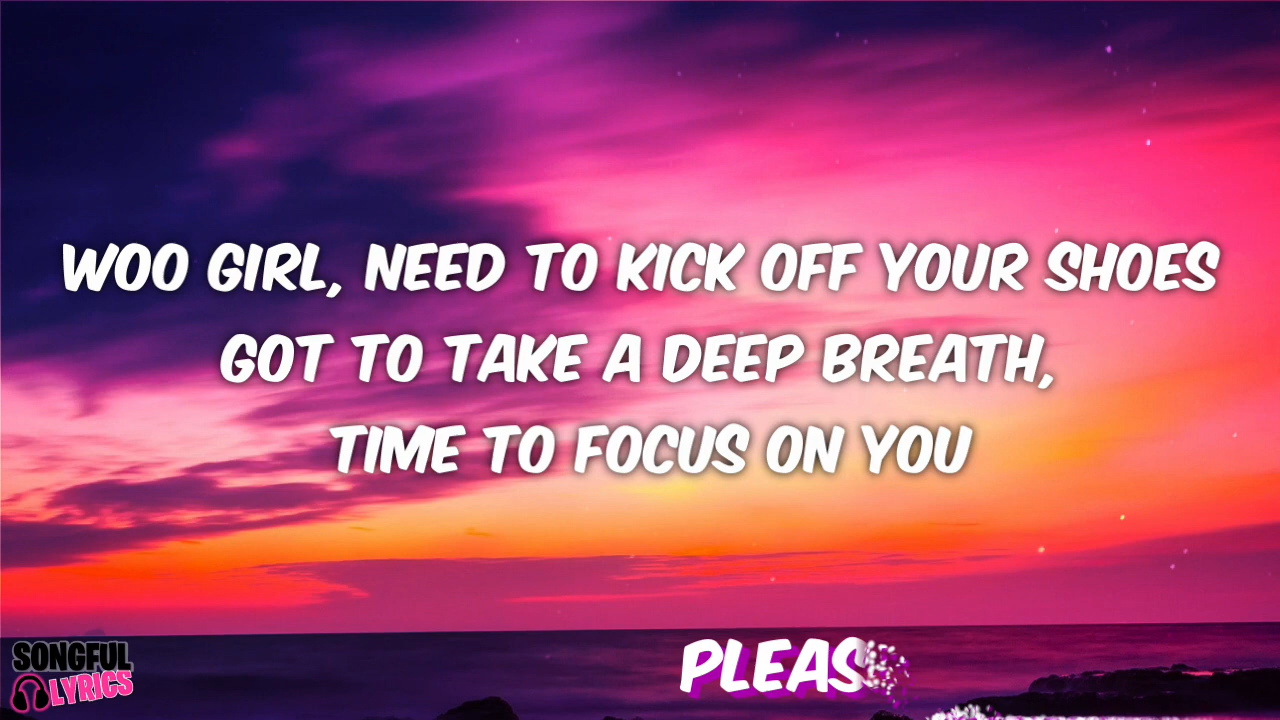 WOO GIRL, NEED TO KICK OFF YOUR SHOES
GOT TO TAKE A DEEP BREATH,
TIME TO FOCUS ON YOU
PLEAS
SONGFUL
LYRICS